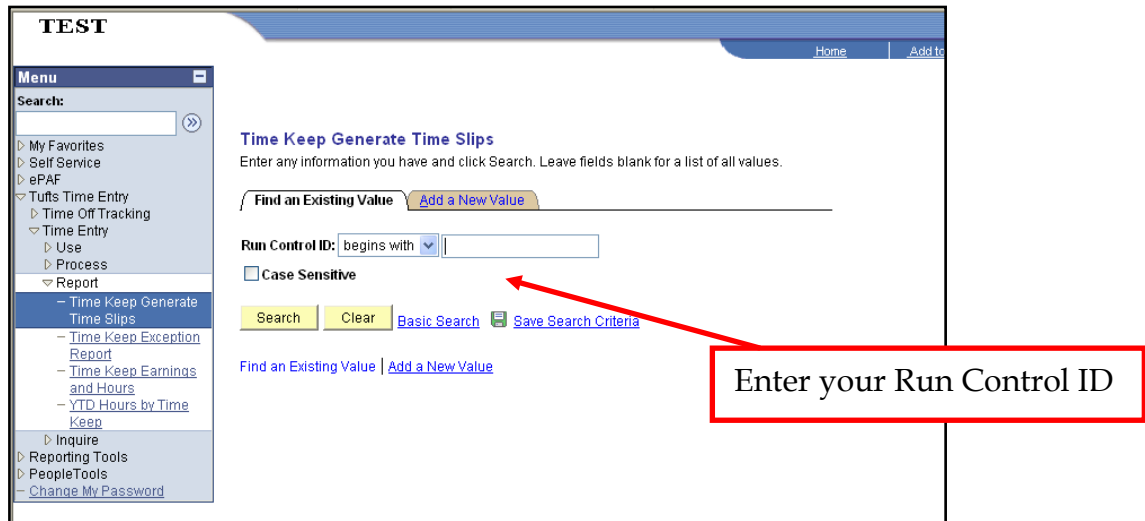 TEST
Home
Add to
Menu
Search:
My Favorites
Self Service
ePAF
Tufts Time Entry
Time Off Tracking
Time Entry
Use
Process
Report
– Time Keep Generate
Time Slips
– Time Keep Exception
Report
– Time Keep Earnings
and Hours
– YTD Hours by Time
Keep
Inquire
Reporting Tools
PeopleTools
– Change My Password
Time Keep Generate Time Slips
Enter any information you have and click Search. Leave fields blank for a list of all values.
Find an Existing Value Add a New Value
Run Control ID: begins with
Case Sensitive
Search Clear Basic Search Save Search Criteria
Find an Existing Value | Add a New Value
Enter your Run Control ID